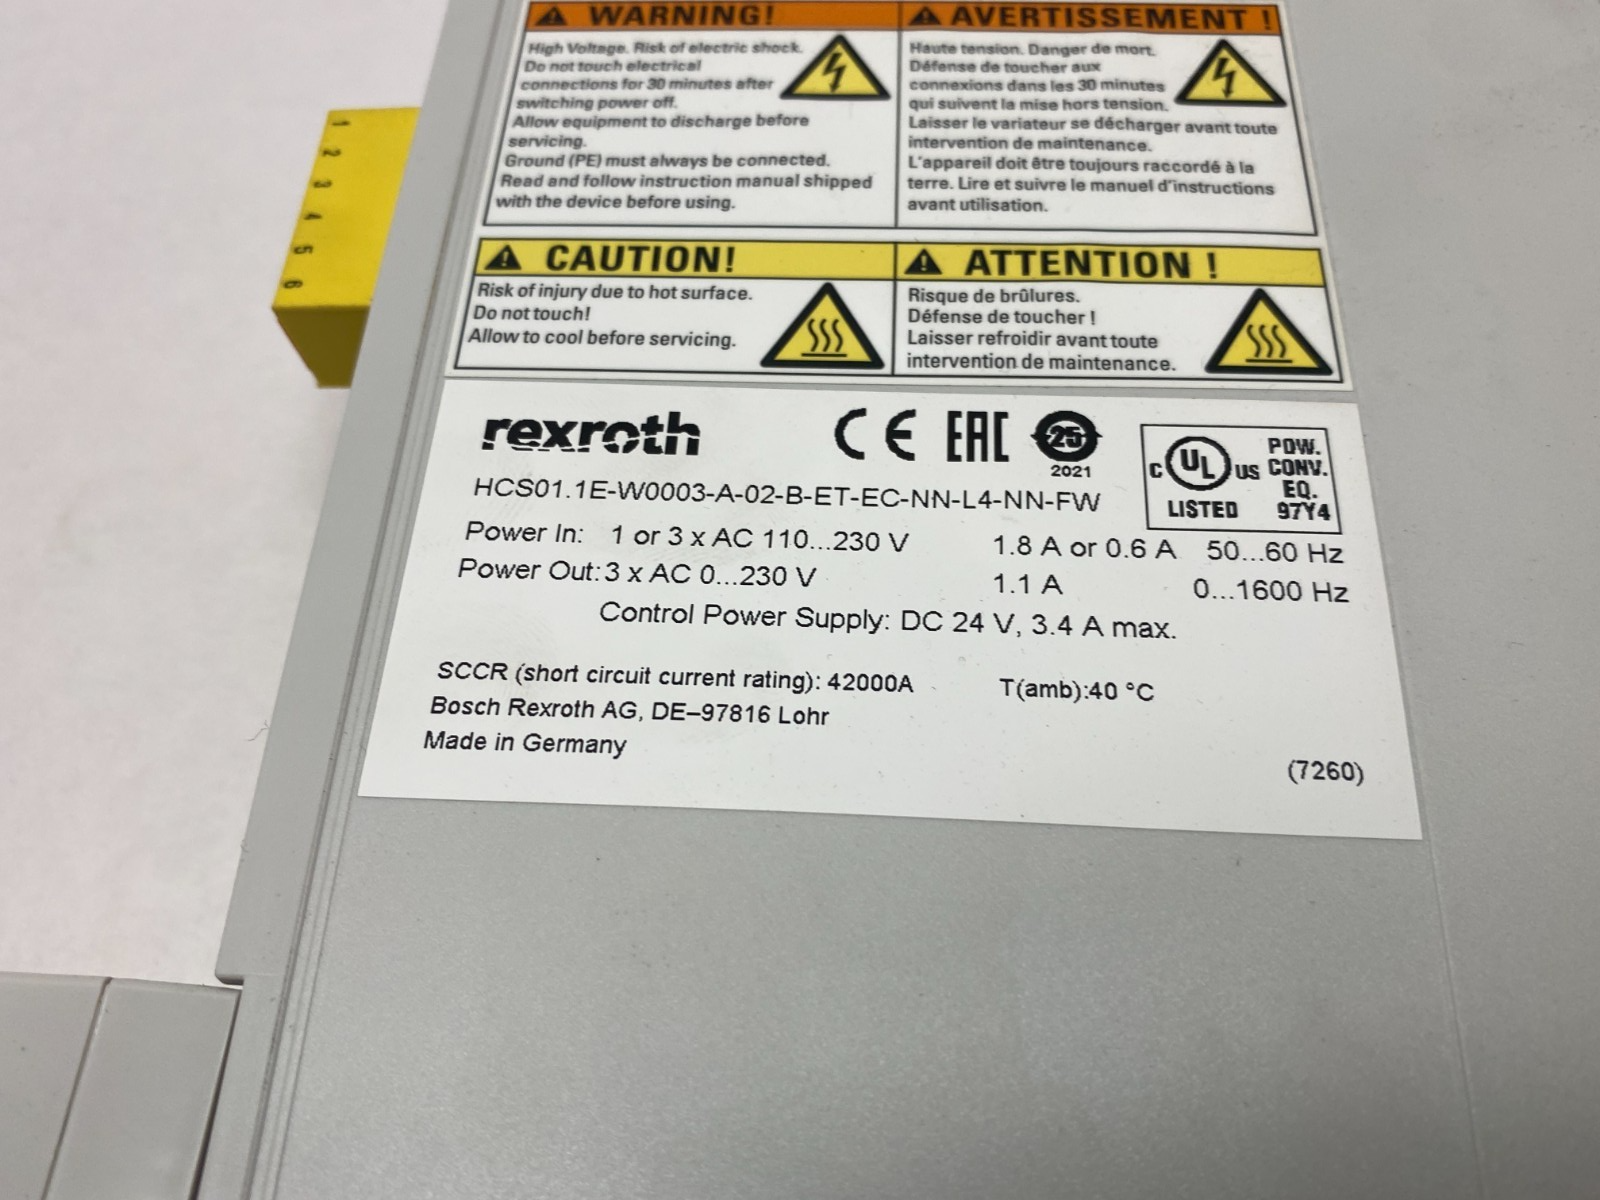 WARNING!
High Voltage. Risk of electric shock.
Do not touch electrical
connections for 30 minutes after
switching power off.
Allow equipment to discharge before
servicing.
Ground (PE) must always be connected.
Read and follow instruction manual shipped
with the device before using.
AVERTISSEMENT !
Haute tension. Danger de mort.
Défense de toucher aux
connexions dans les 30 minutes
qui suivent la mise hors tension.
Laisser le variateur se décharger avant toute
intervention de maintenance.
L'appareil doit être toujours raccordé à la
terre. Lire et suivre le manuel d'instructions
avant utilisation.
1
2
3
4
5
6
CAUTION!
Risk of injury due to hot surface.
Do not touch!
Allow to cool before servicing.
ATTENTION !
Risque de brûlures.
Défense de toucher !
Laisser refroidir avant toute
intervention de maintenance.
rexroth
CE EAC 25
2021
C UL US
LISTED
POW.
CONV.
EQ.
97Y4
HCS01.1E-W0003-A-02-B-ET-EC-NN-L4-NN-FW
Power In: 1 or 3 x AC 110...230 V 1.8 A or 0.6 A 50...60 Hz
Power Out: 3 x AC 0...230 V 1.1 A 0...1600 Hz
Control Power Supply: DC 24 V, 3.4 A max.
SCCR (short circuit current rating): 42000A T(amb):40 °C
Bosch Rexroth AG, DE–97816 Lohr
Made in Germany
(7260)